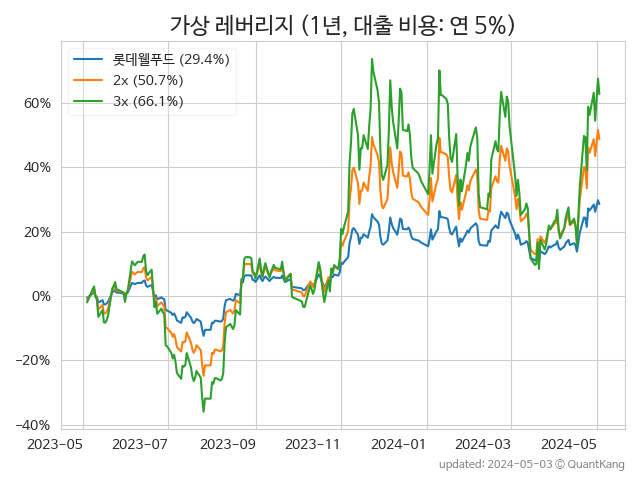 가상 레버리지 (1년, 대출 비용: 연 5%)
롯데웰푸드 (29.4%)
2x (50.7%)
3x (66.1%)
60%
40%
20%
0%
−20%
−40%
2023-05
2023-07
2023-09
2023-11
2024-01
2024-03
2024-05
updated: 2024-05-03 © QuantKang